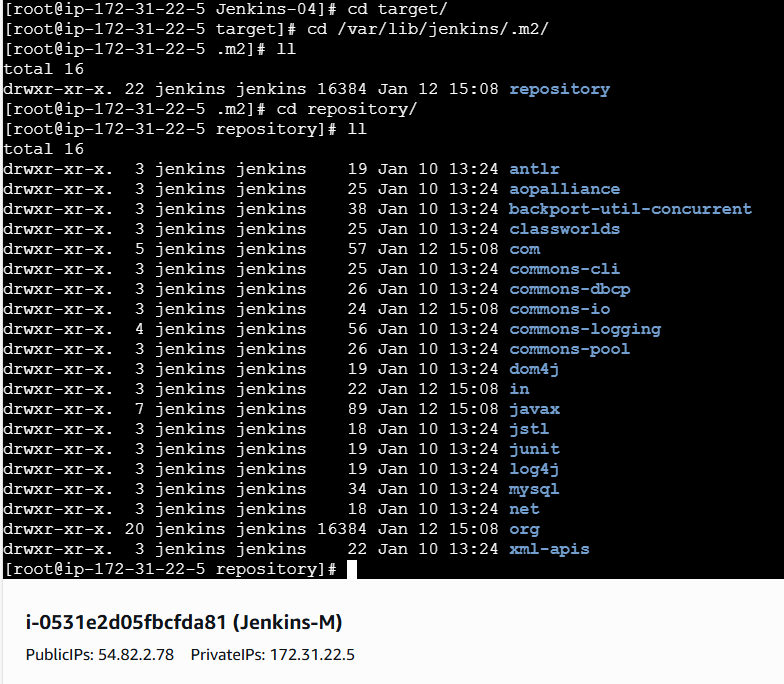 [root@ip-172-31-22-5 Jenkins-04]# cd target/
[root@ip-172-31-22-5 target]# cd /var/lib/jenkins/.m2/
[root@ip-172-31-22-5 .m2]# ll
total 16
drwxr-xr-x. 22 jenkins jenkins 16384 Jan 12 15:08 repository
[root@ip-172-31-22-5 .m2]# cd repository/
[root@ip-172-31-22-5 repository]# ll
total 16
drwxr-xr-x.  3 jenkins jenkins    19 Jan 10 13:24 antlr
drwxr-xr-x.  3 jenkins jenkins    25 Jan 10 13:24 aopalliance
drwxr-xr-x.  3 jenkins jenkins    38 Jan 10 13:24 backport-util-concurrent
drwxr-xr-x.  3 jenkins jenkins    25 Jan 10 13:24 classworlds
drwxr-xr-x.  5 jenkins jenkins    57 Jan 12 15:08 com
drwxr-xr-x.  3 jenkins jenkins    25 Jan 10 13:24 commons-cli
drwxr-xr-x.  3 jenkins jenkins    26 Jan 10 13:24 commons-dbcp
drwxr-xr-x.  3 jenkins jenkins    24 Jan 12 15:08 commons-io
drwxr-xr-x.  4 jenkins jenkins    56 Jan 10 13:24 commons-logging
drwxr-xr-x.  3 jenkins jenkins    26 Jan 10 13:24 commons-pool
drwxr-xr-x.  3 jenkins jenkins    19 Jan 10 13:24 dom4j
drwxr-xr-x.  3 jenkins jenkins    22 Jan 12 15:08 in
drwxr-xr-x.  7 jenkins jenkins    89 Jan 12 15:08 javax
drwxr-xr-x.  3 jenkins jenkins    18 Jan 10 13:24 jstl
drwxr-xr-x.  3 jenkins jenkins    19 Jan 10 13:24 junit
drwxr-xr-x.  3 jenkins jenkins    19 Jan 10 13:24 log4j
drwxr-xr-x.  3 jenkins jenkins    34 Jan 10 13:24 mysql
drwxr-xr-x.  3 jenkins jenkins    18 Jan 10 13:24 net
drwxr-xr-x. 20 jenkins jenkins 16384 Jan 12 15:08 org
drwxr-xr-x.  3 jenkins jenkins    22 Jan 10 13:24 xml-apis
[root@ip-172-31-22-5 repository]#
i-0531e2d05fbcfda81 (Jenkins-M)
PublicIPs: 54.82.2.78 PrivateIPs: 172.31.22.5